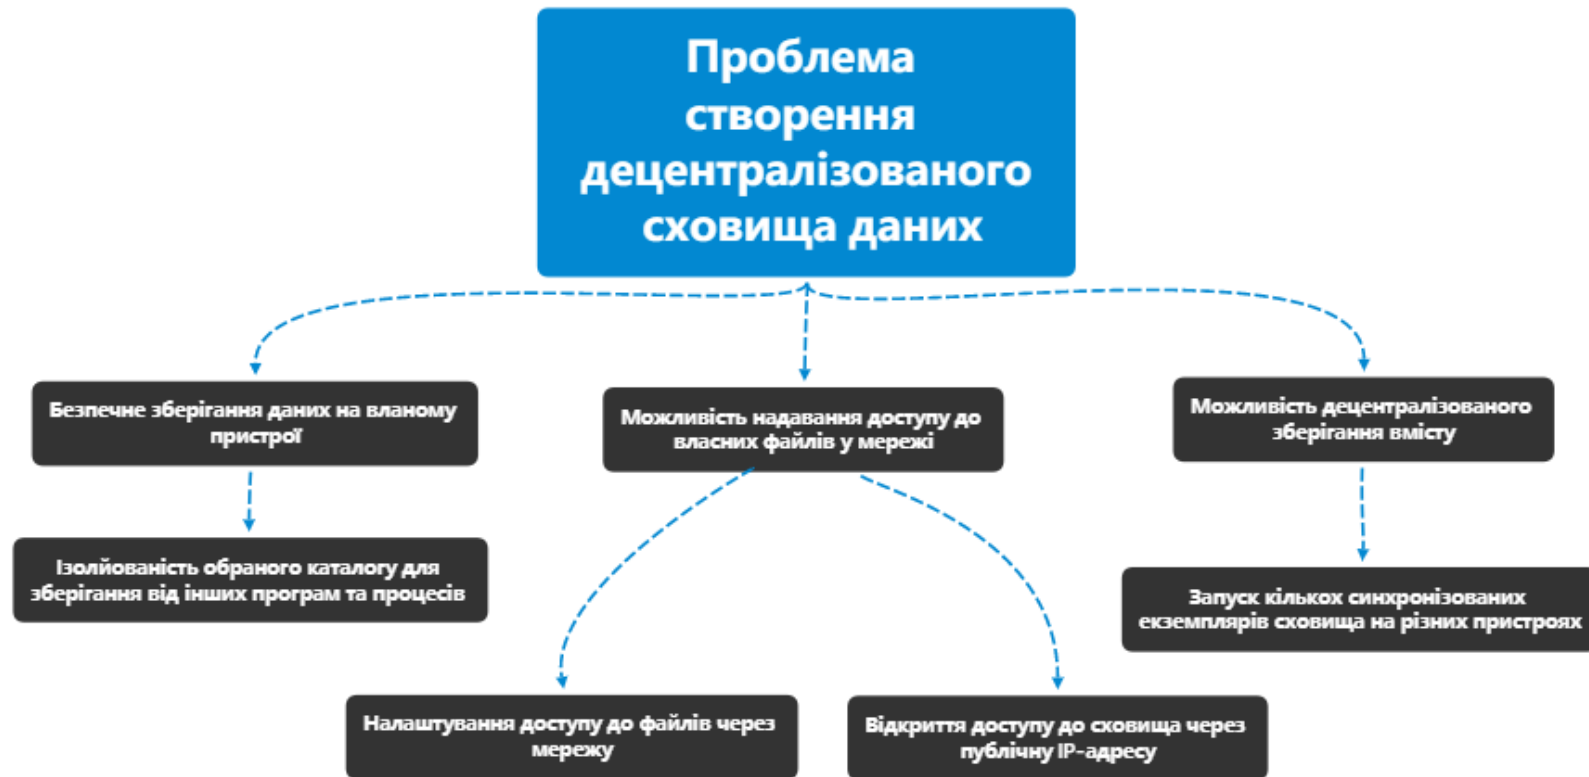 Проблема
створення
децентралізованого
сховища даних
Безпечне зберігання даних на вланому
пристрої
Можливість надавання доступу до
власних файлів у мережі
Можливість децентралізованого
зберігання вмісту
Ізолйованість обраного каталогу для
зберігання від інших програм та процесів
Запуск кількох синхронізованих
екземплярів сховища на різних пристроях
Налаштування доступу до файлів через
мережу
Відкриття доступу до сховища через
публічну IP-адресу